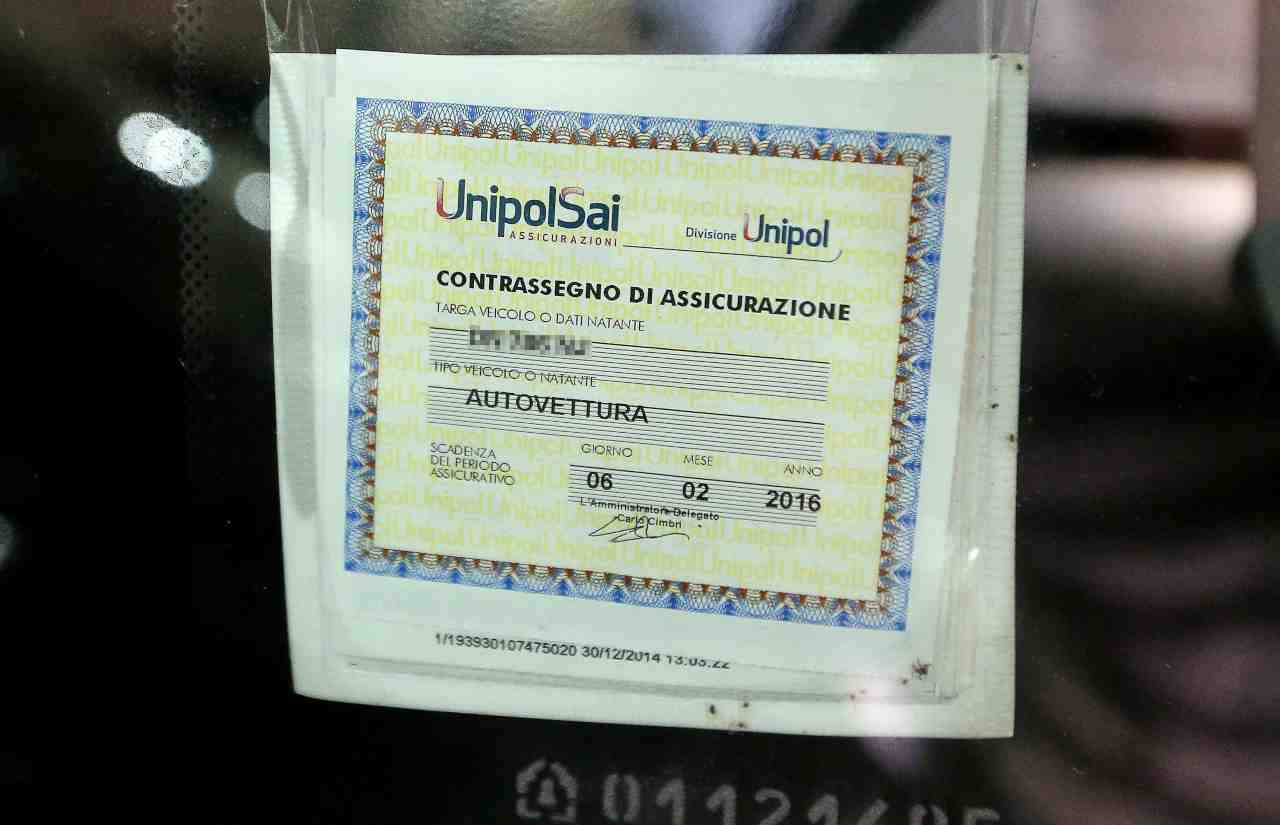 UnipolSai
ASSICURAZIONI
Divisione Unipol
CONTRASSEGNO DI ASSICURAZIONE
TARGA VEICOLO O DATI NATANTE
TIPO VEICOLO O NATANTE
AUTOVETTURA
SCADENZA
DEL PERIODO
ASSICURATIVO
GIORNO MESE ANNO
06 02 2016
L'Amministratore Delegato
Carlo Cimbri
1/193930107475020 30/12/2014 13:03:22